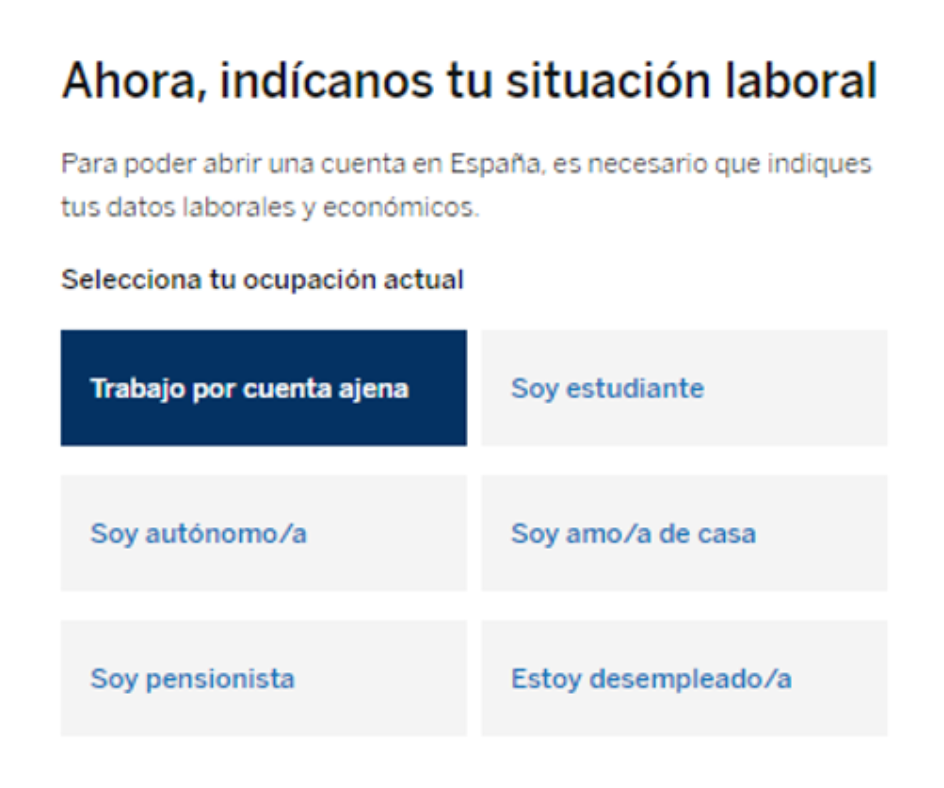 Ahora, indícanos tu situación laboral
Para poder abrir una cuenta en España, es necesario que indiques
tus datos laborales y económicos.
Selecciona tu ocupación actual
Trabajo por cuenta ajena
Soy estudiante
Soy autónomo/a
Soy amo/a de casa
Soy pensionista
Estoy desempleado/a